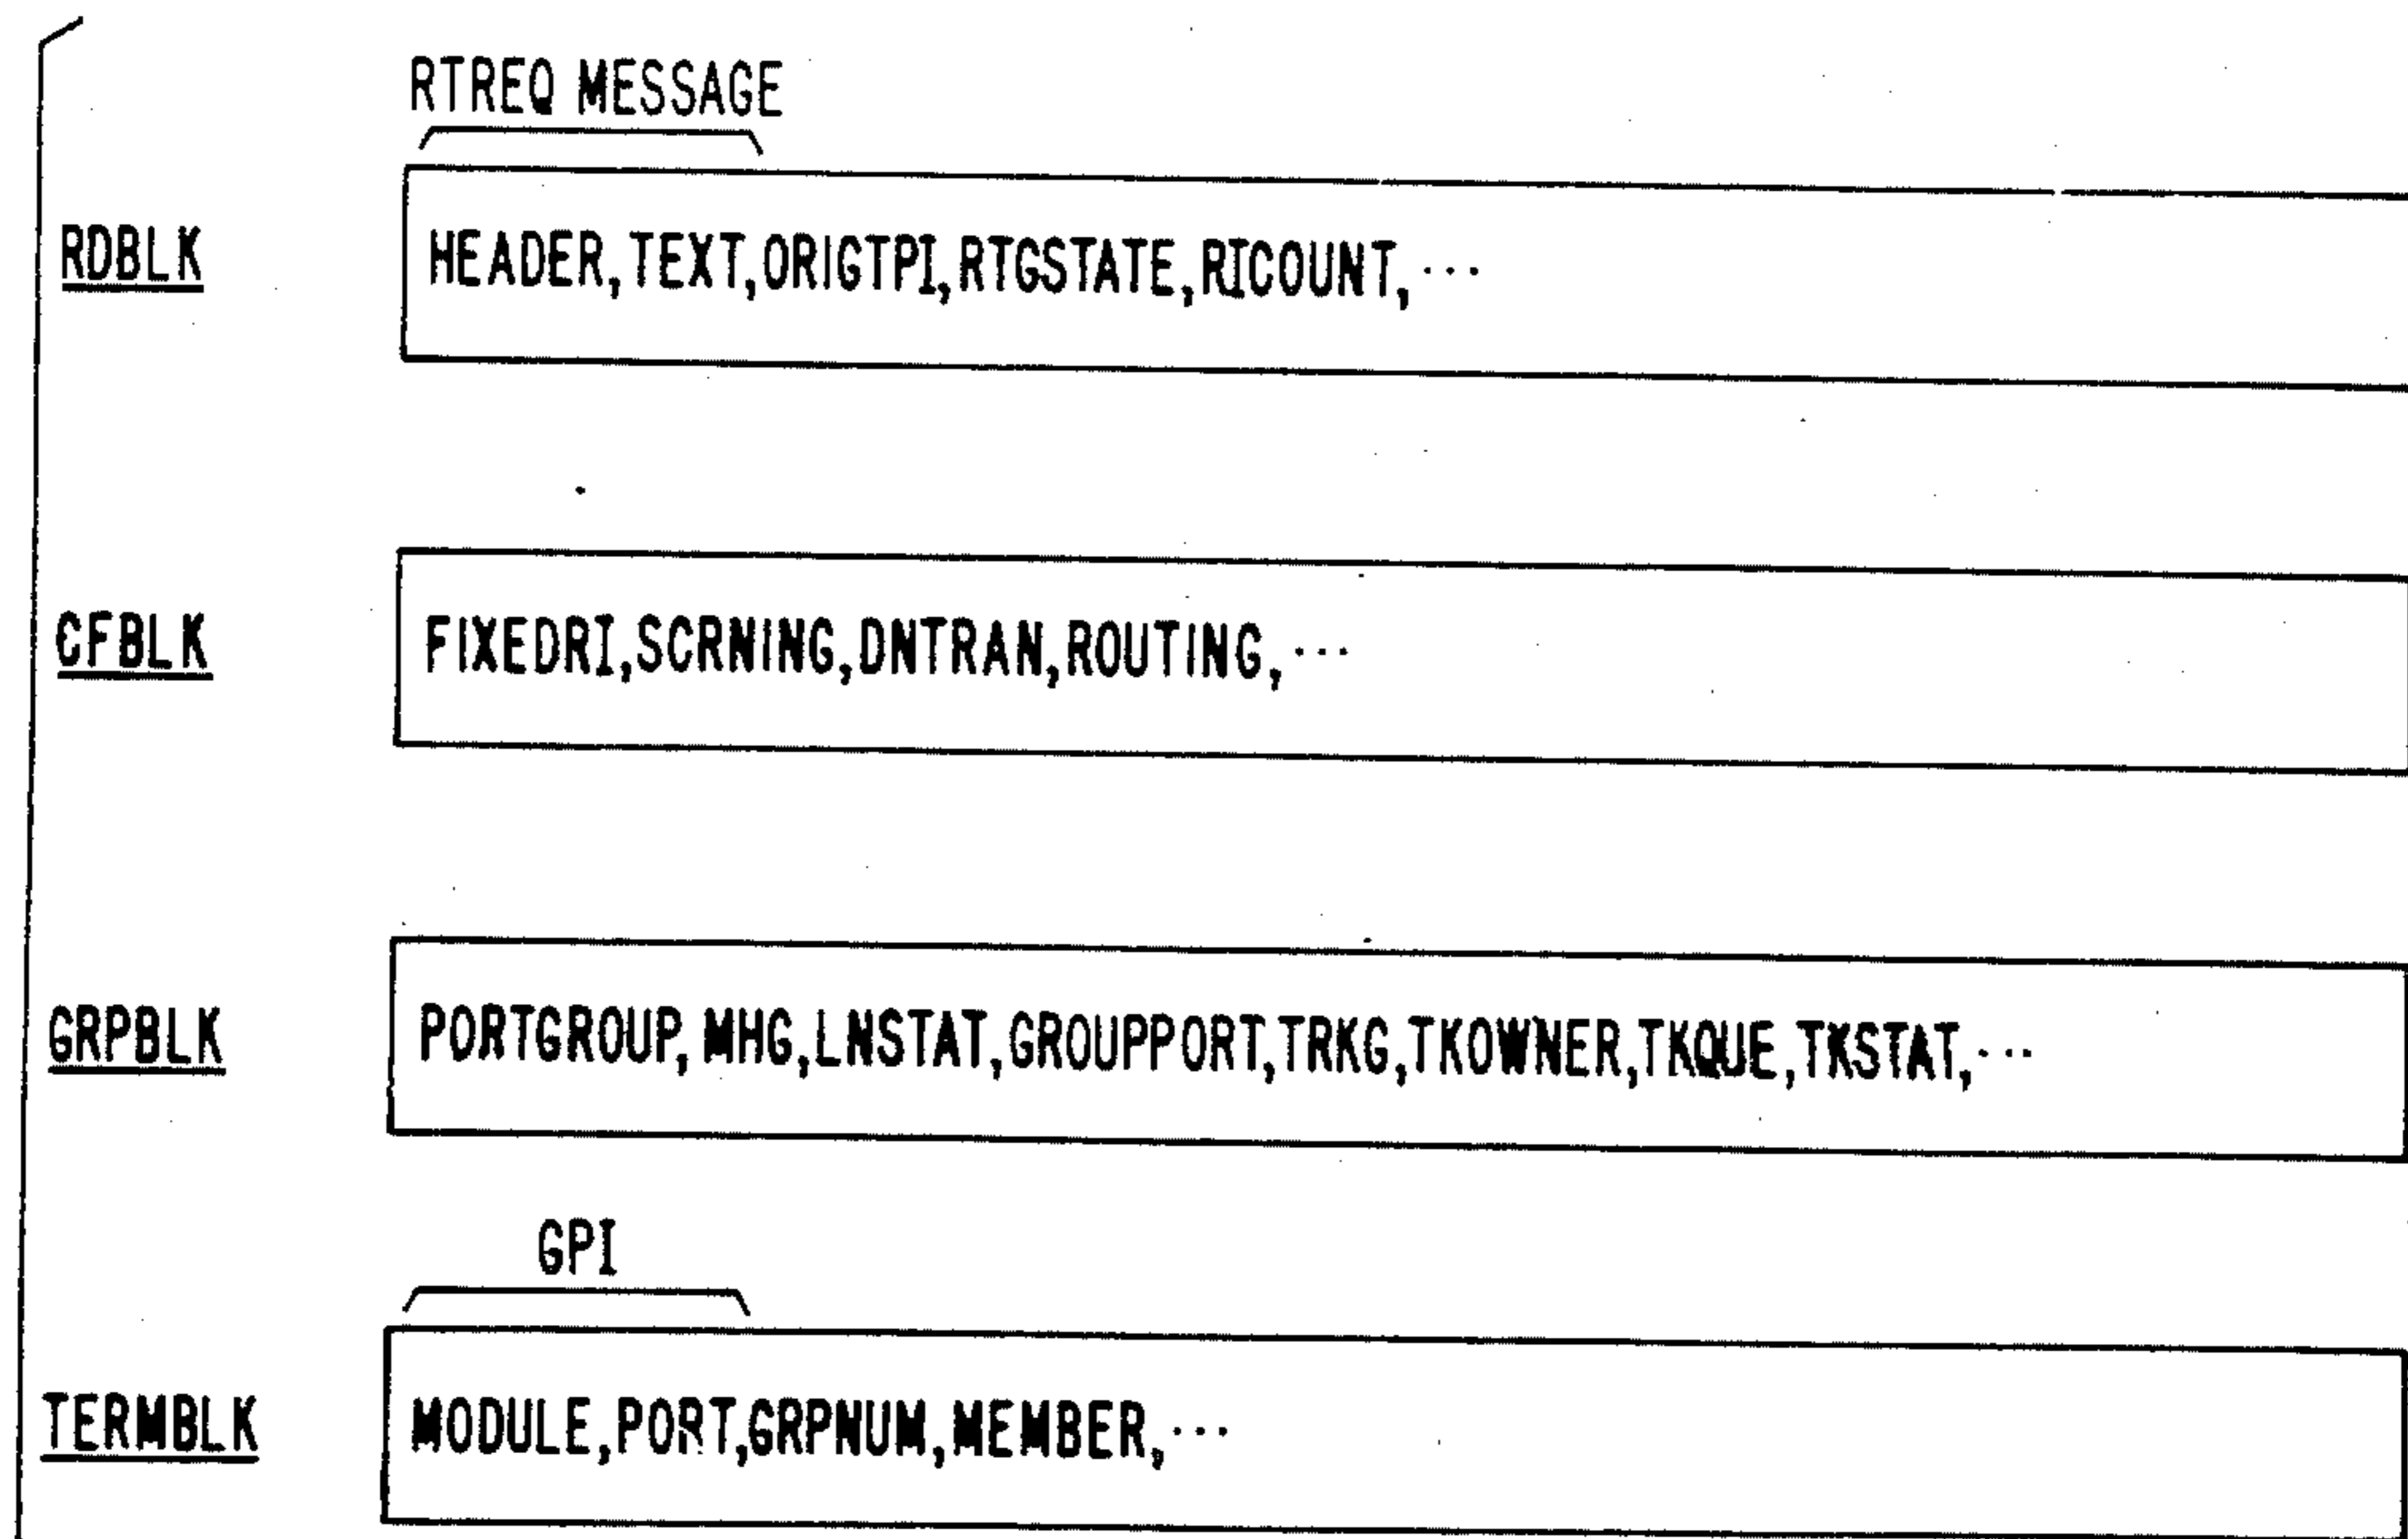 RTREQ MESSAGE
RDBLK
HEADER,TEXT,ORIGTPI,RTGSTATE,RICOUNT,···
CFBLK
FIXEDRI,SCRNING,DNTRAN,ROUTING,···
GRPBLK
PORTGROUP,MHG,LNSTAT,GROUPPORT,TRKG,TKOWNER,TKQUE,TKSTAT,···
GPI
TERMBLK
MODULE,PORT,GRPNUM,MEMBER,···